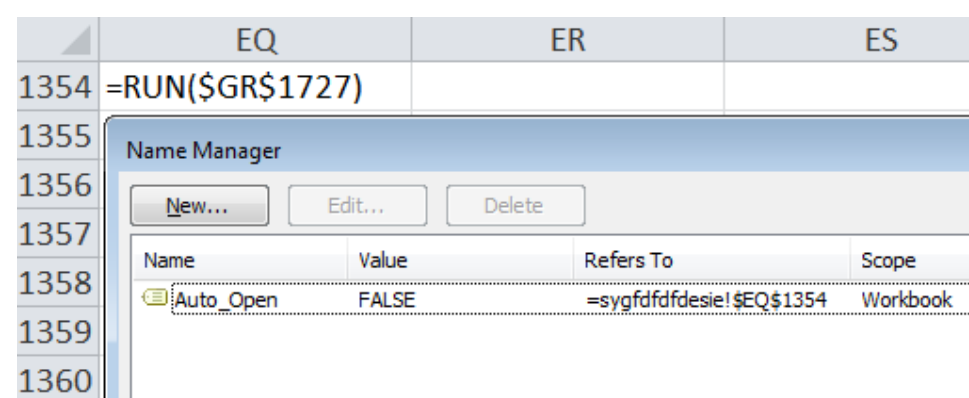 EQ ER ES
1354 =RUN($GR$1727)
1355
Name Manager
1356
New... Edit... Delete
1357
Name Value Refers To Scope
1358
Auto_Open FALSE =sygfdfdfdesie!$EQ$1354 Workbook
1359
1360